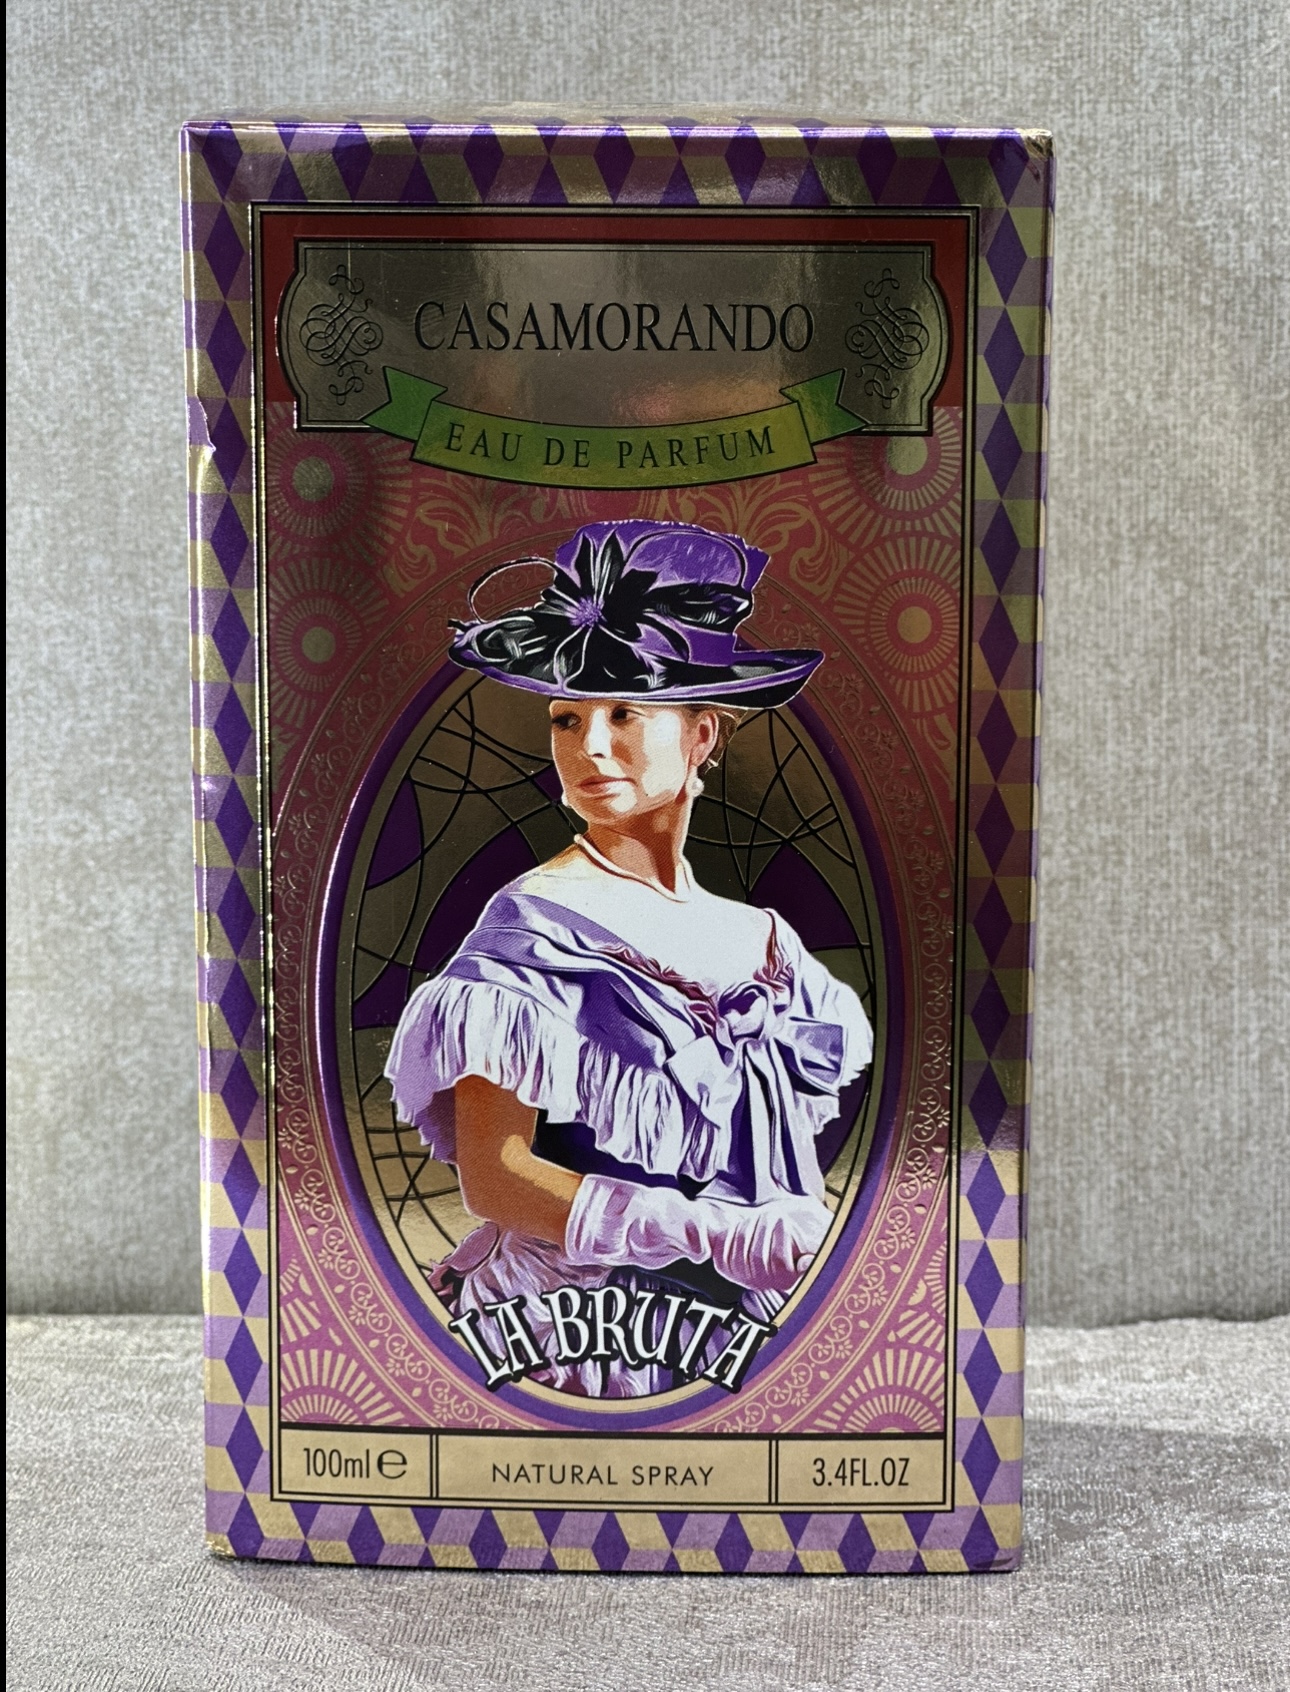 CASAMORANDO
EAU DE PARFUM
LA BRUTA
100ml ℮
NATURAL SPRAY
3.4FL.OZ